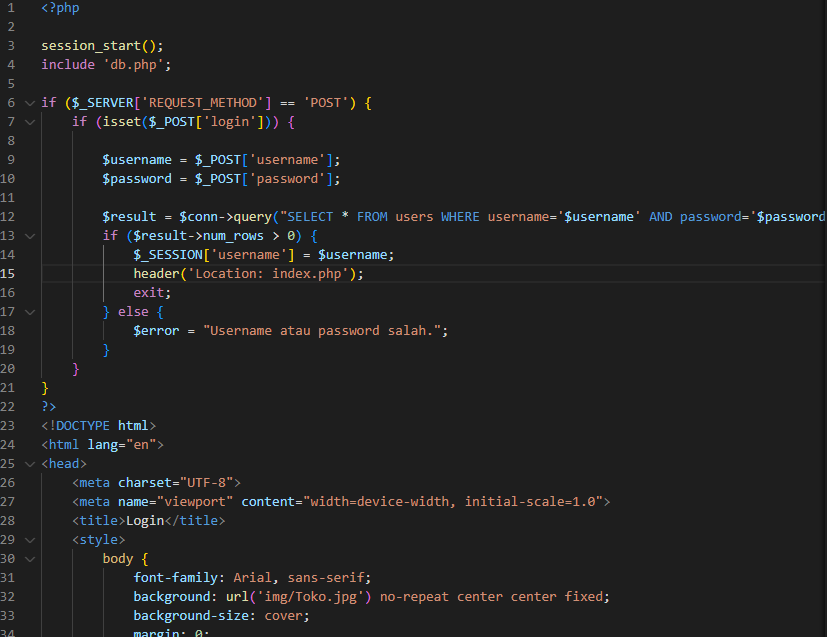 1 <?php
2
3 session_start();
4 include 'db.php';
5
6 if ($_SERVER['REQUEST_METHOD'] == 'POST') {
7 if (isset($_POST['login'])) {
8
9 $username = $_POST['username'];
10 $password = $_POST['password'];
11
12 $result = $conn->query("SELECT * FROM users WHERE username='$username' AND password='$password
13 if ($result->num_rows > 0) {
14 $_SESSION['username'] = $username;
15 header('Location: index.php');
16 exit;
17 } else {
18 $error = "Username atau password salah.";
19 }
20 }
21 }
22 ?>
23 <!DOCTYPE html>
24 <html lang="en">
25 <head>
26 <meta charset="UTF-8">
27 <meta name="viewport" content="width=device-width, initial-scale=1.0">
28 <title>Login</title>
29 <style>
30 body {
31 font-family: Arial, sans-serif;
32 background: url('img/Toko.jpg') no-repeat center center fixed;
33 background-size: cover;
34 margin: 0;